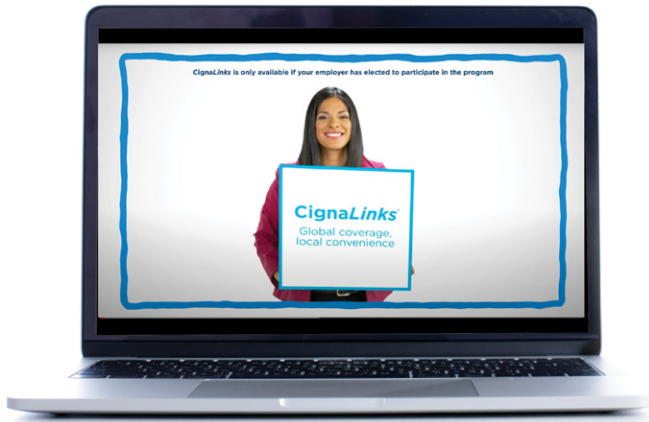 CignaLinks is only available if your employer has elected to participate in the program
CignaLinks®
Global coverage,
local convenience